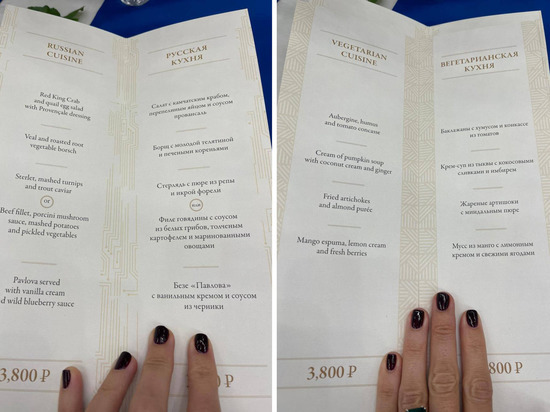 RUSSIAN
CUISINE
Red King Crab
and quail egg salad
with Provençale dressing
Veal and roasted root
vegetable borsch
Sterlet, mashed turnips
and trout caviar
or
Beef fillet, porcini mushroom
sauce, mashed potatoes
and pickled vegetables
Pavlova served
with vanilla cream
d wild blueberry sauce
3,800 ₽
РУССКАЯ
КУХНЯ
Салат с камчатским крабом,
перепелиным яйцом и соусом
провансаль
Борщ с молодой телятиной
и печеными кореньями
Стерлядь с пюре из репы
и икрой форели
или
Филе говядины с соусом
из белых грибов, толченым
картофелем и маринованными
овощами
Безе «Павлова»
с ванильным кремом и соусом
из черники
₽
VEGETARIAN
CUISINE
Aubergine, humus
and tomato concasse
Cream of pumpkin soup
with coconut cream and ginger
Fried artichokes
and almond purée
Mango espuma, lemon cream
and fresh berries
3,800 ₽
ВЕГЕТАРИАНСКАЯ
КУХНЯ
Баклажаны с хумусом и конкассе
из томатов
Крем-суп из тыквы с кокосовыми
сливками и имбирем
Жареные артишоки
с миндальным пюре
Мусс из манго с лимонным
кремом и свежими ягодами
800 ₽